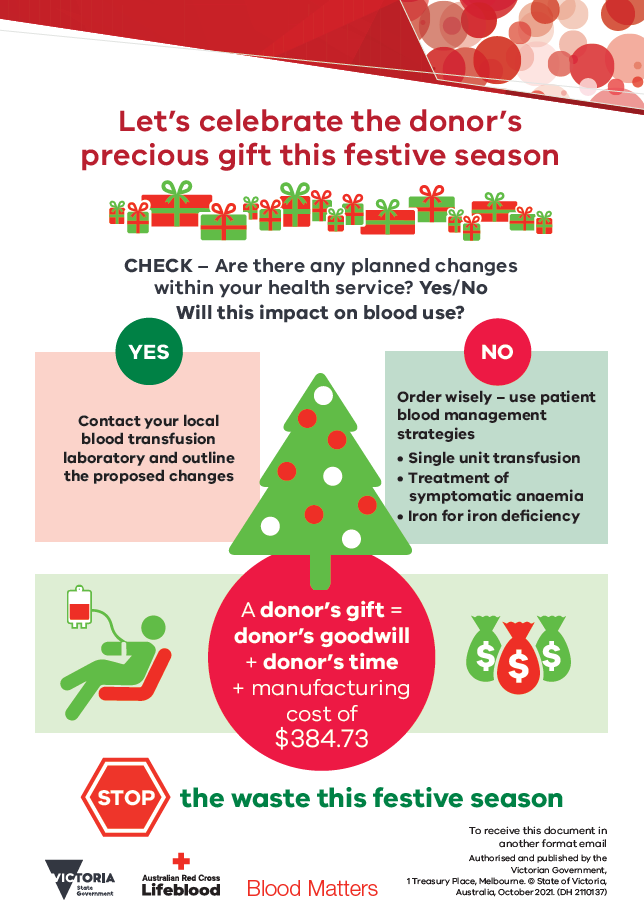 Let's celebrate the donor's
precious gift this festive season
CHECK – Are there any planned changes
within your health service? Yes/No
Will this impact on blood use?
YES
Contact your local
blood transfusion
laboratory and outline
the proposed changes
NO
Order wisely – use patient
blood management
strategies
• Single unit transfusion
• Treatment of
symptomatic anaemia
• Iron for iron deficiency
A donor's gift =
donor's goodwill
+ donor's time
+ manufacturing
cost of
$384.73
$ $ $
STOP the waste this festive season
To receive this document in
another format email
Authorised and published by the
Victorian Government,
1 Treasury Place, Melbourne. © State of Victoria,
Australia, October 2021. (DH 2110137)
VICTORIA
State
Government
Australian Red Cross
Lifeblood
Blood Matters